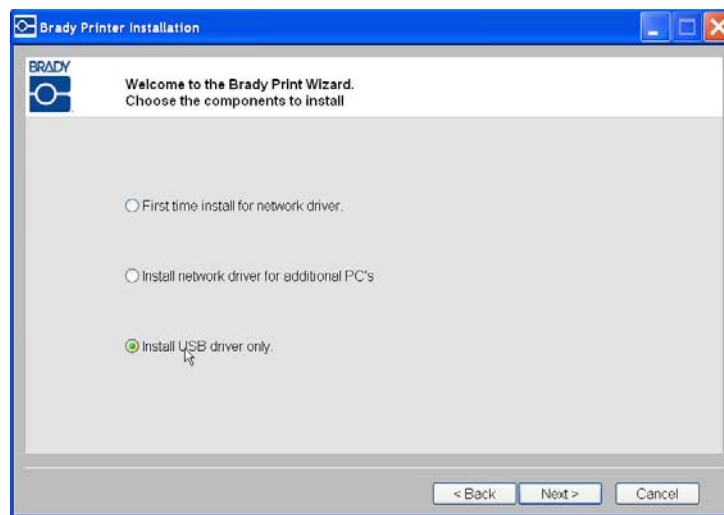 Brady Printer Installation
BRADY
Welcome to the Brady Print Wizard.
Choose the components to install
First time install for network driver.
Install network driver for additional PC's
Install USB driver only.
< Back Next > Cancel